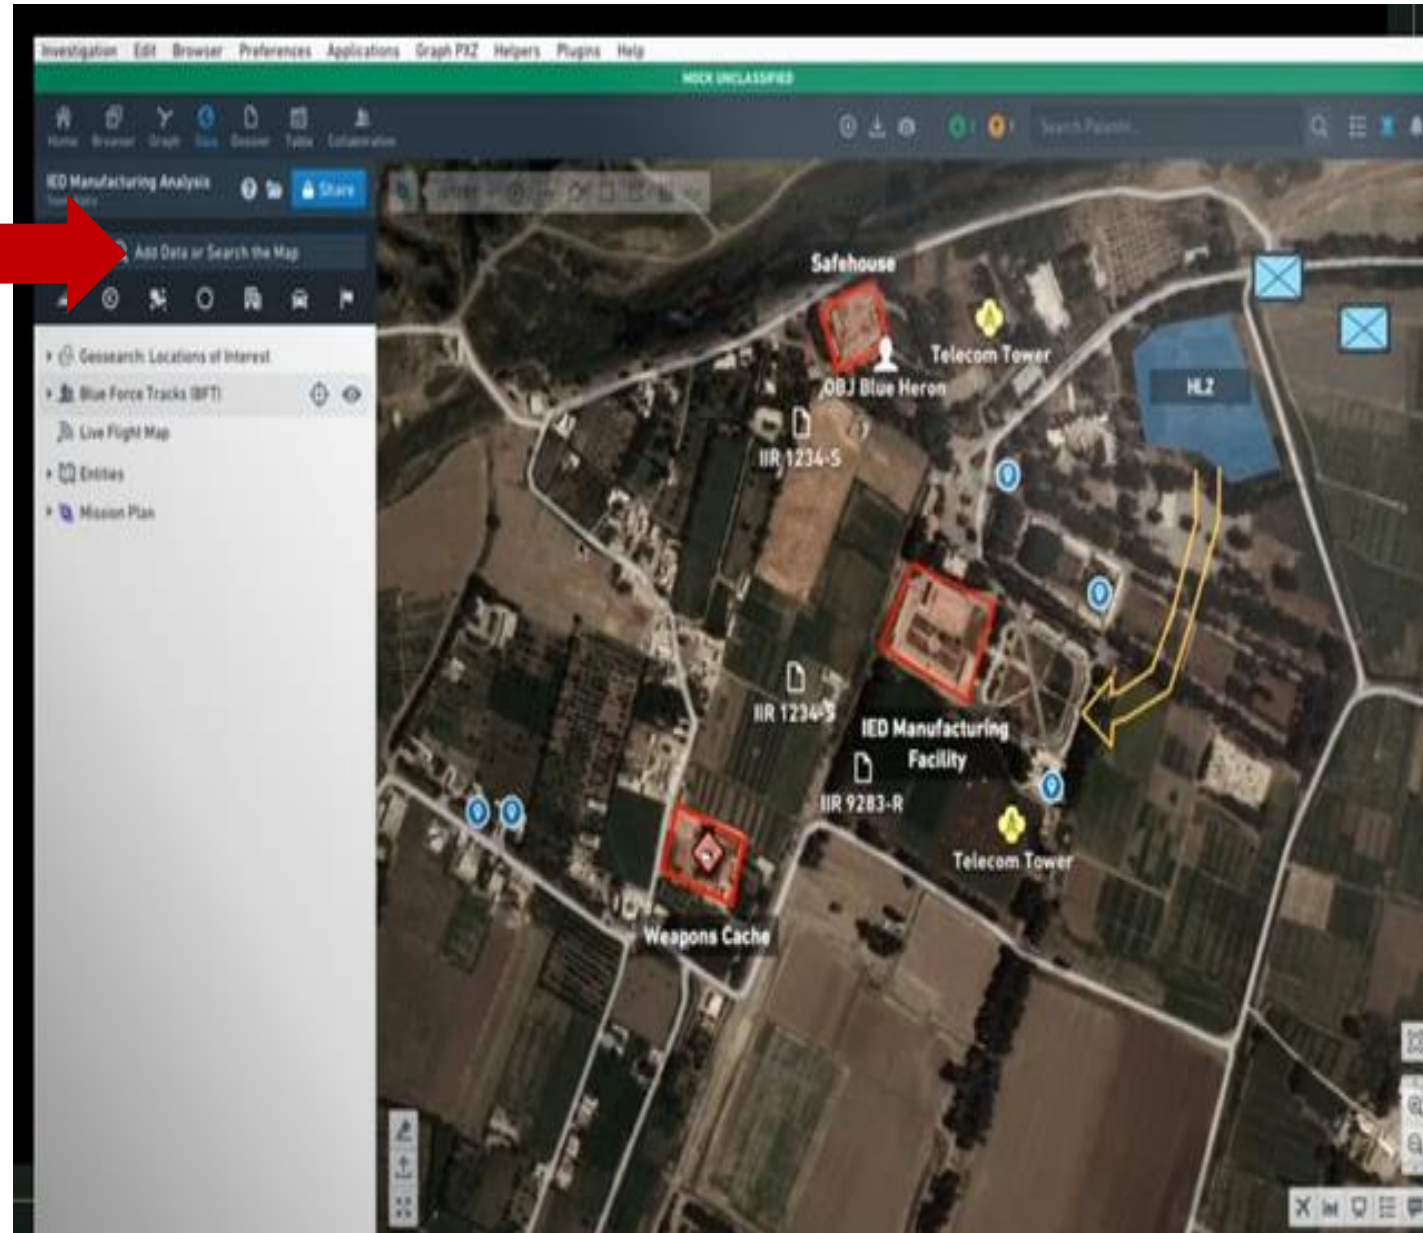 Investigation Edit Browser Preferences Applications Graph PXZ Helpers Plugins Help
MOCK UNCLASSIFIED
Home Browser Graph Dossier Table Collaboration
Search Palantir...
IED Manufacturing Analysis
Share
Add Data or Search the Map
Geosearch: Locations of Interest
Blue Force Tracks (BFT)
Live Flight Map
Entities
Mission Plan
Safehouse
Telecom Tower
HLZ
OBJ Blue Heron
IIR 1234-S
IIR 1234-S
IED Manufacturing
Facility
IIR 9283-R
Telecom Tower
Weapons Cache